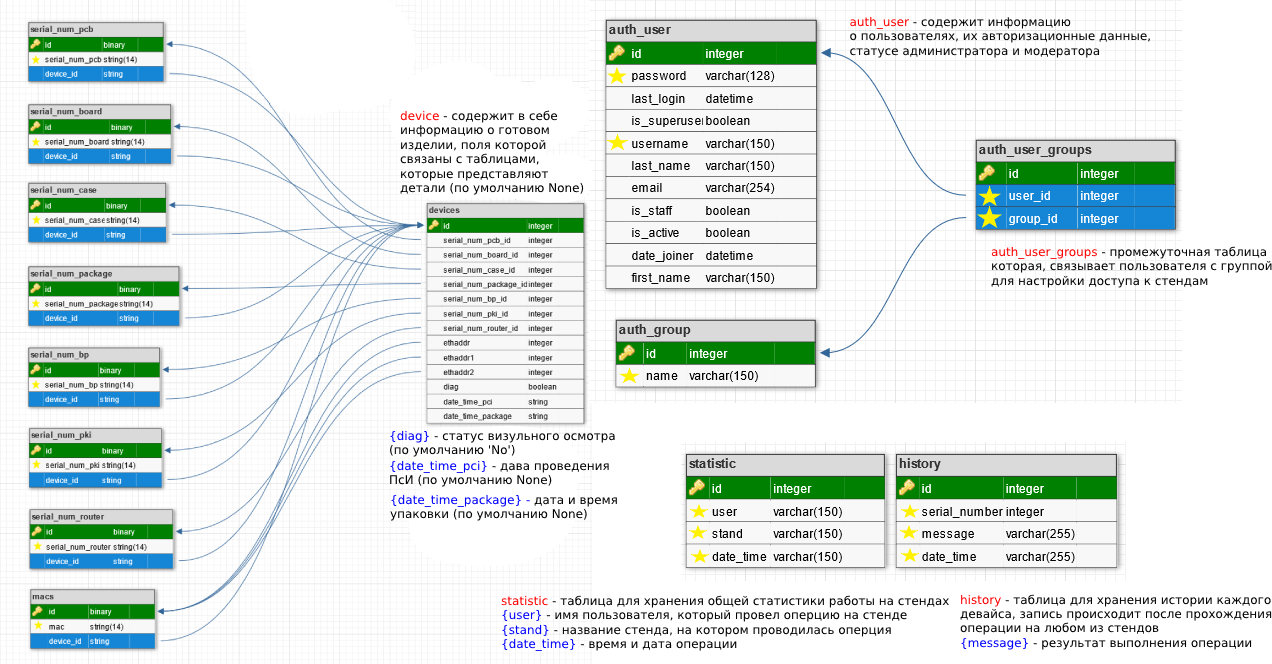 serial_num_pcb
id binary
serial_num_pcb string(14)
device_id string
serial_num_board
id binary
serial_num_board string(14)
device_id string
serial_num_case
id binary
serial_num_case string(14)
device_id string
serial_num_package
id binary
serial_num_package string(14)
device_id string
serial_num_bp
id binary
serial_num_bp string(14)
device_id string
serial_num_pki
id binary
serial_num_pki string(14)
device_id string
serial_num_router
id binary
serial_num_router string(14)
device_id string
macs
id binary
mac string(14)
device_id string
device - содержит в себе
информацию о готовом
изделии, поля которой
связаны с таблицами,
которые представляют
детали (по умолчанию None)
devices
id integer
serial_num_pcb_id integer
serial_num_board_id integer
serial_num_case_id integer
serial_num_package_id integer
serial_num_bp_id integer
serial_num_pki_id integer
serial_num_router_id integer
ethaddr integer
ethaddr1 integer
ethaddr2 integer
diag boolean
date_time_pci string
date_time_package string
{diag} - статус визульного осмотра
(по умолчанию 'No')
{date_time_pci} - дава проведения
ПсИ (по умолчанию None)
{date_time_package} - дата и время
упаковки (по умолчанию None)
auth_user
id integer
password varchar(128)
last_login datetime
is_superuser boolean
username varchar(150)
last_name varchar(150)
email varchar(254)
is_staff boolean
is_active boolean
date_joiner datetime
first_name varchar(150)
auth_user - содержит информацию
о пользователях, их авторизационные данные,
статусе администратора и модератора
auth_user_groups
id integer
user_id integer
group_id integer
auth_user_groups - промежуточная таблица
которая, связывает пользователя с группой
для настройки доступа к стендам
auth_group
id integer
name varchar(150)
statistic
id integer
user varchar(150)
stand varchar(150)
date_time varchar(150)
history
id integer
serial_number integer
message varchar(255)
date_time varchar(255)
statistic - таблица для хранения общей статистики работы на стендах
{user} - имя пользователя, который провел оперцию на стенде
{stand} - название стенда, на котором проводилась оперция
{date_time} - время и дата операции
history - таблица для хранения истории каждого
девайса, запись происходит после прохождения
операции на любом из стендов
{message} - результат выполнения операции